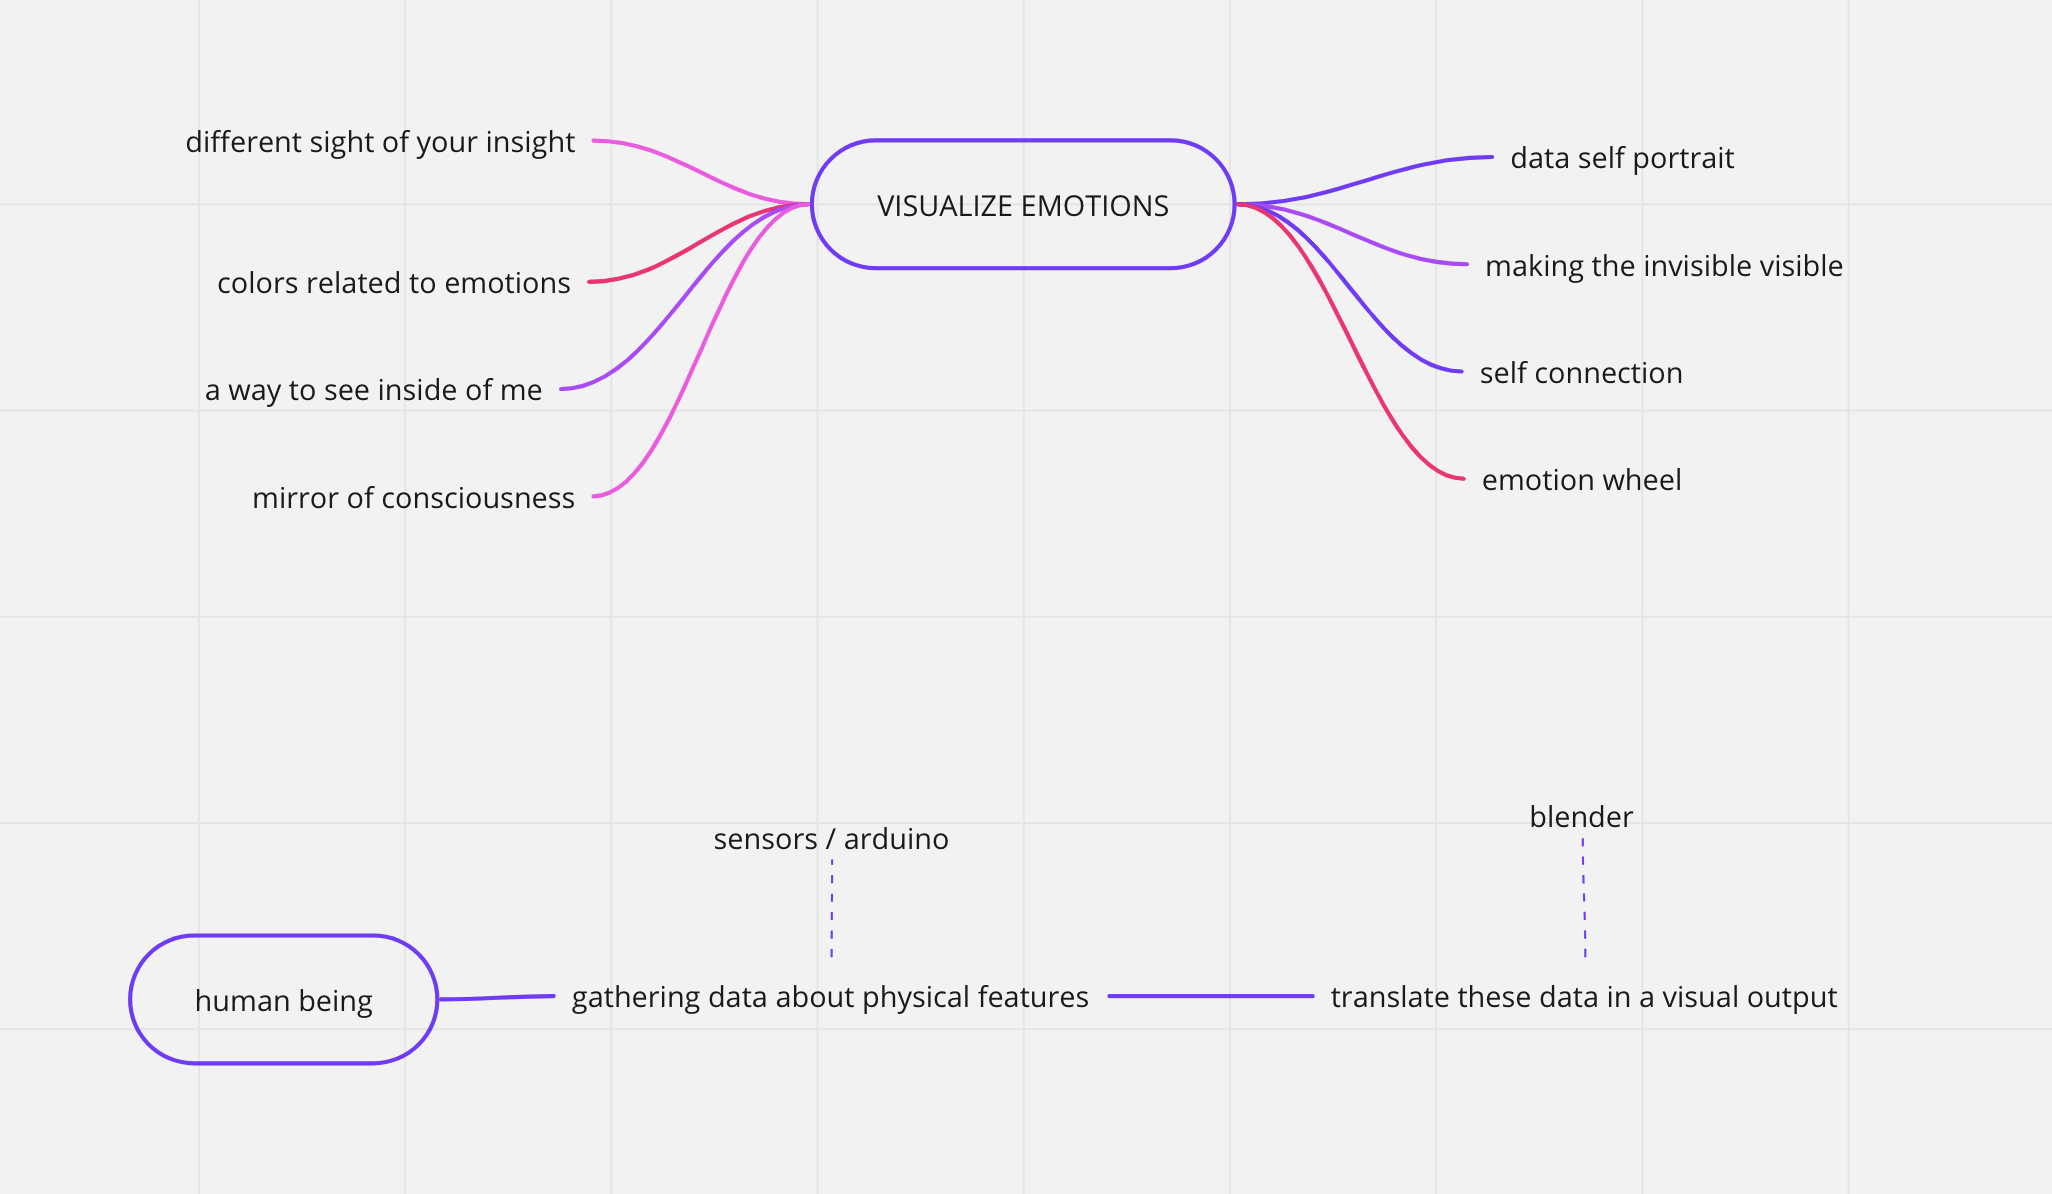 VISUALIZE EMOTIONS
different sight of your insight
colors related to emotions
a way to see inside of me
mirror of consciousness
data self portrait
making the invisible visible
self connection
emotion wheel
human being
gathering data about physical features
sensors / arduino
translate these data in a visual output
blender